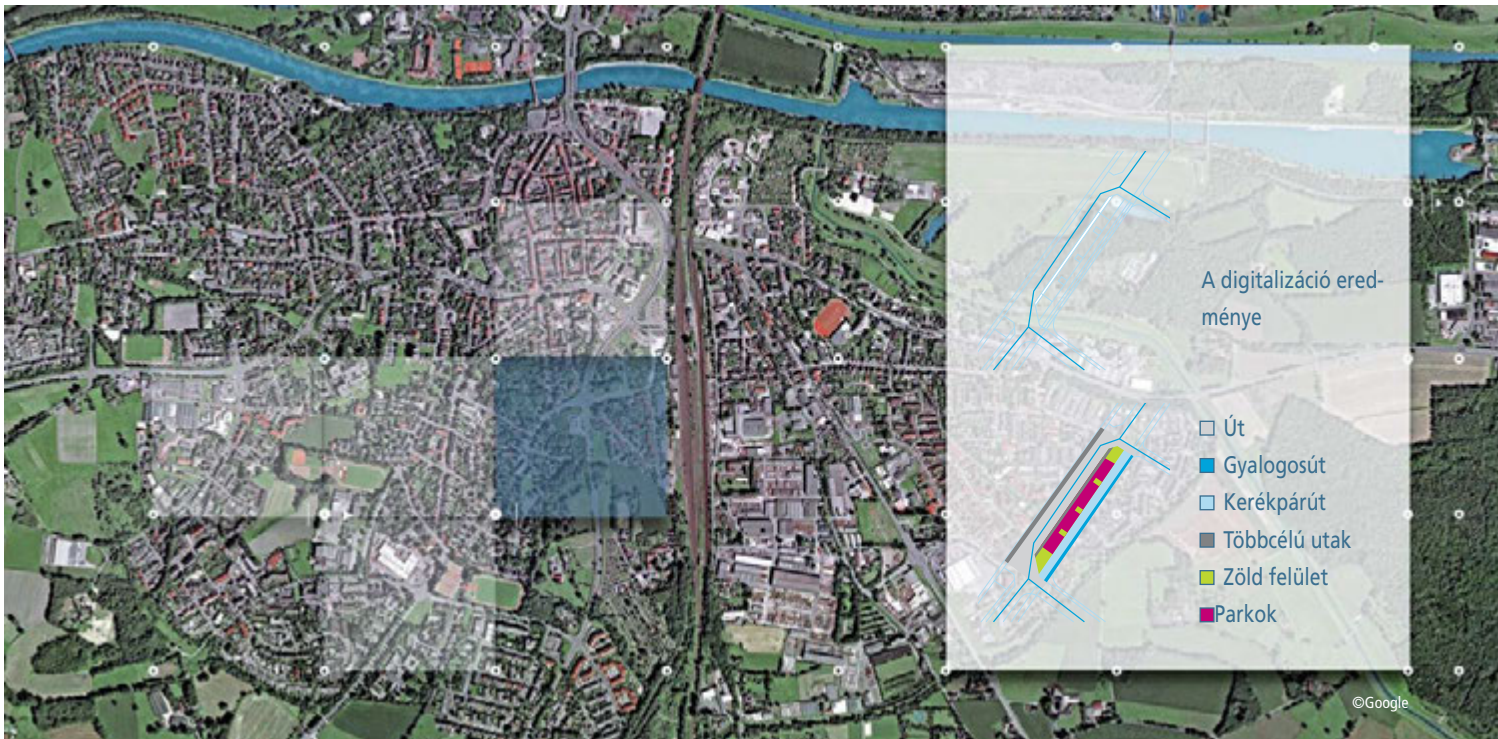 A digitalizáció ered-
ménye
Út
Gyalogosút
Kerékpárút
Többcélú utak
Zöld felület
Parkok
©Google